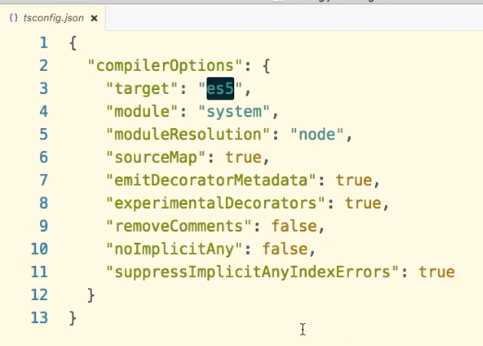 {} tsconfig.json ×
1 {
2 "compilerOptions": {
3 "target": "es5",
4 "module": "system",
5 "moduleResolution": "node",
6 "sourceMap": true,
7 "emitDecoratorMetadata": true,
8 "experimentalDecorators": true,
9 "removeComments": false,
10 "noImplicitAny": false,
11 "suppressImplicitAnyIndexErrors": true
12 }
13 }